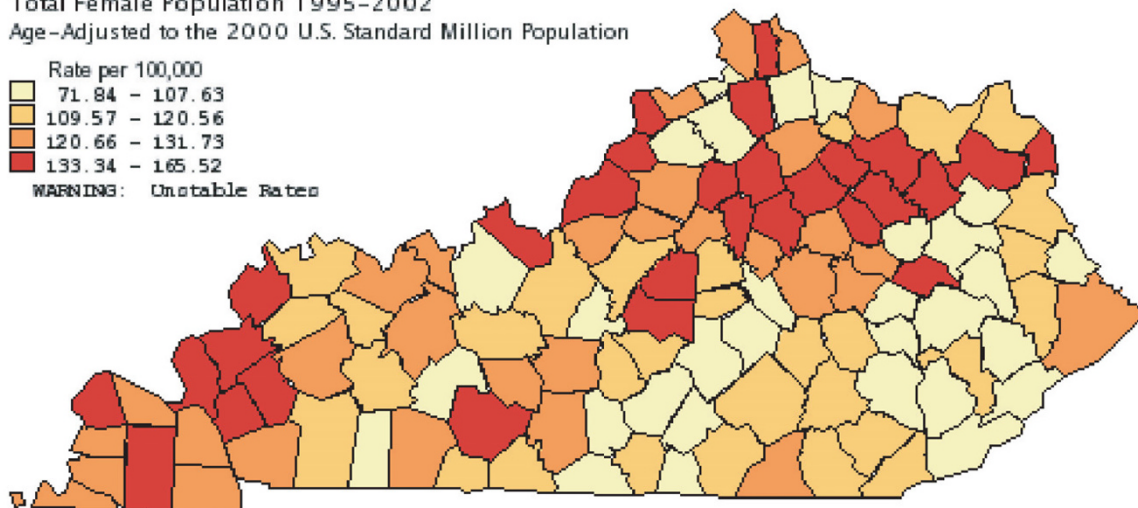 Total Female Population 1995-2002
Age-Adjusted to the 2000 U.S. Standard Million Population
Rate per 100,000
71.84 - 107.63
109.57 - 120.56
120.66 - 131.73
133.34 - 165.52
WARNING: Unstable Rates